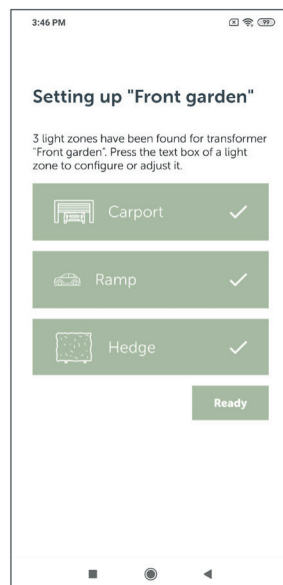 3:46 PM
99
Setting up "Front garden"
3 light zones have been found for transformer
"Front garden". Press the text box of a light
zone to configure or adjust it.
Carport
Ramp
Hedge
Ready